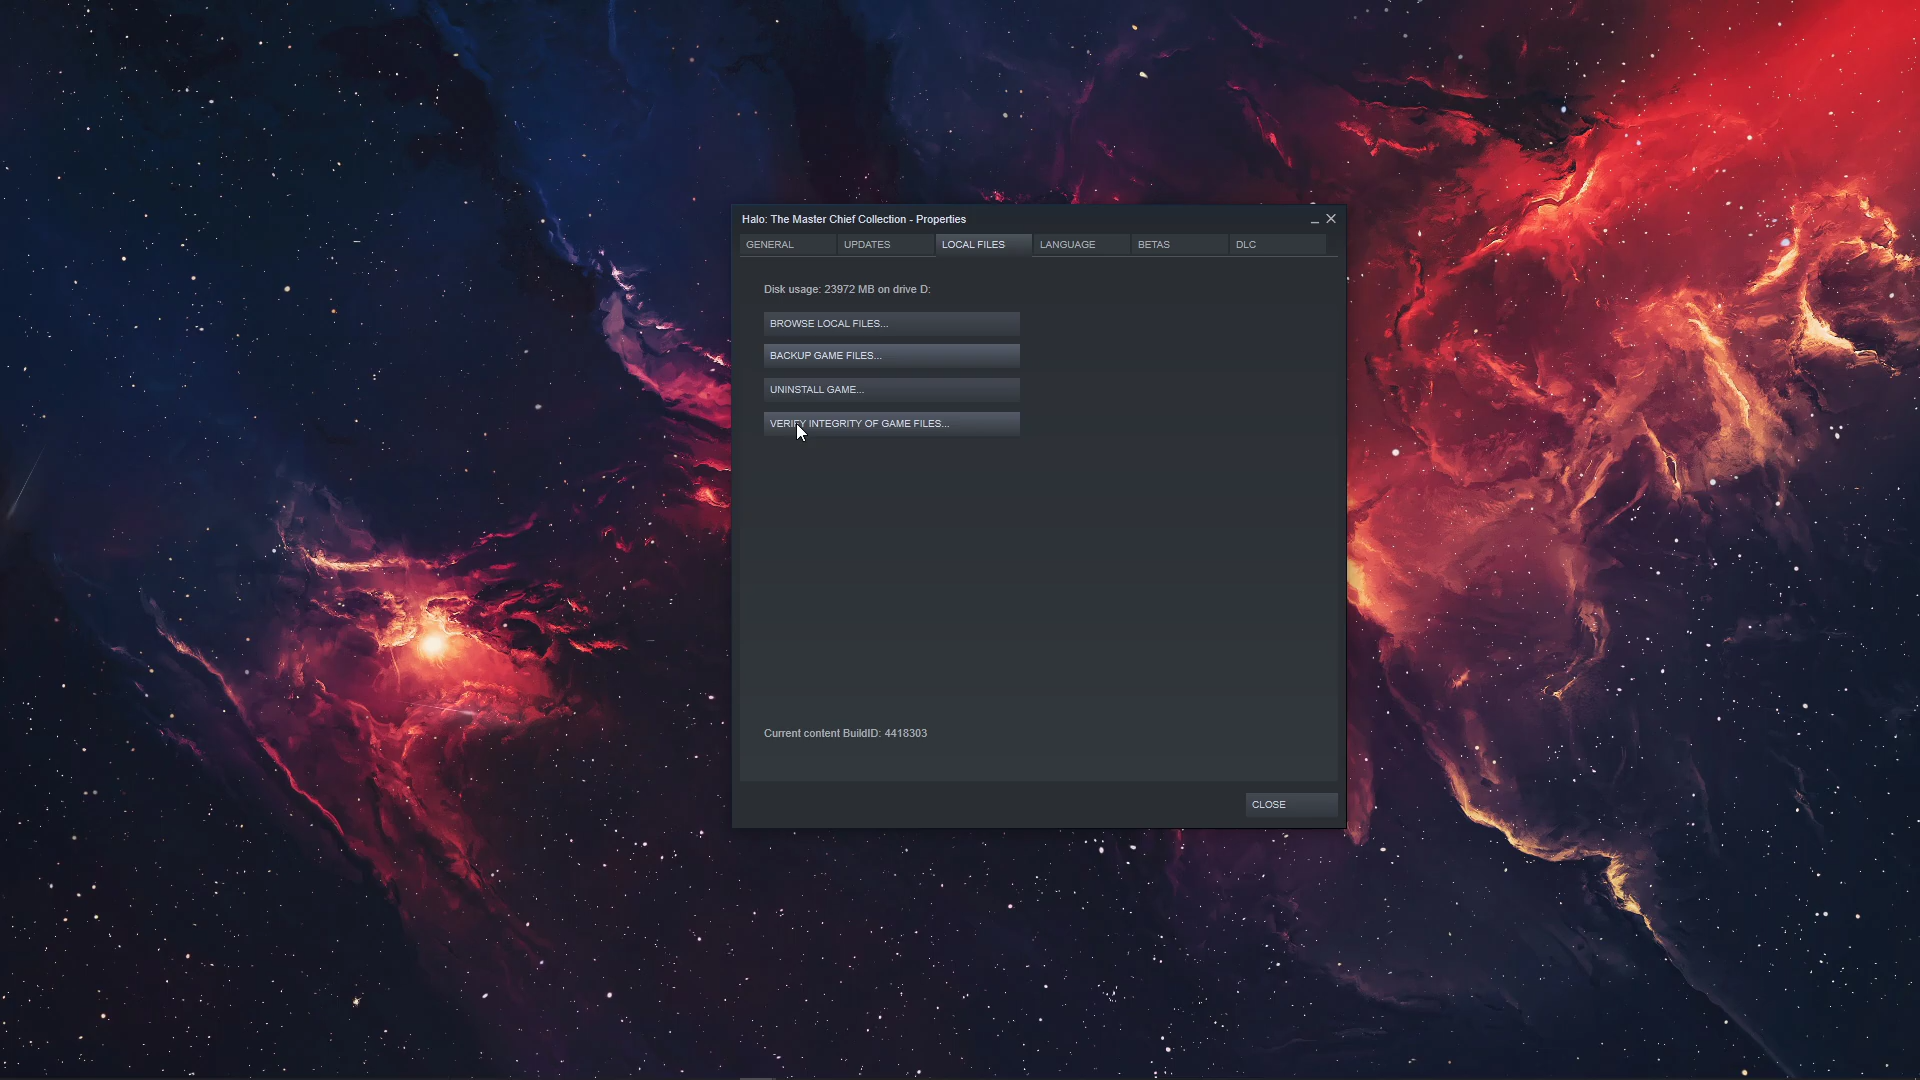 Halo: The Master Chief Collection - Properties
GENERAL UPDATES LOCAL FILES LANGUAGE BETAS DLC
Disk usage: 23972 MB on drive D:
BROWSE LOCAL FILES...
BACKUP GAME FILES...
UNINSTALL GAME...
VERIFY INTEGRITY OF GAME FILES...
Current content BuildID: 4418303
CLOSE